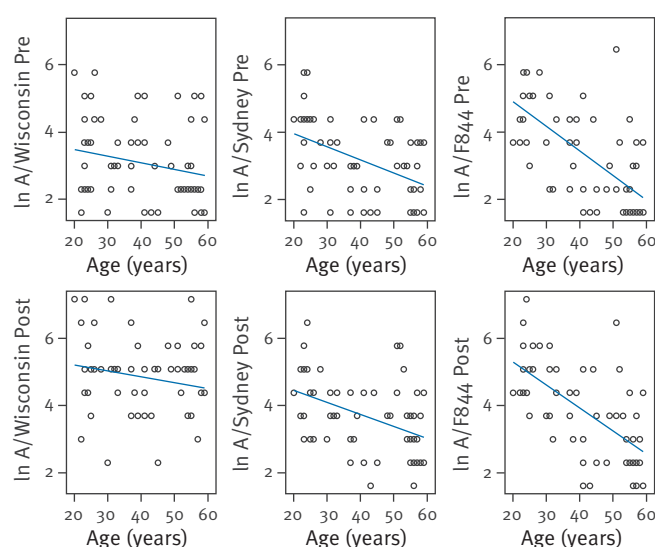 ln A/Wisconsin Pre
6
4
2
20 30 40 50 60
Age (years)
ln A/Sydney Pre
6
4
2
20 30 40 50 60
Age (years)
ln A/F844 Pre
6
4
2
20 30 40 50 60
Age (years)
ln A/Wisconsin Post
6
4
2
20 30 40 50 60
Age (years)
ln A/Sydney Post
6
4
2
20 30 40 50 60
Age (years)
ln A/F844 Post
6
4
2
20 30 40 50 60
Age (years)